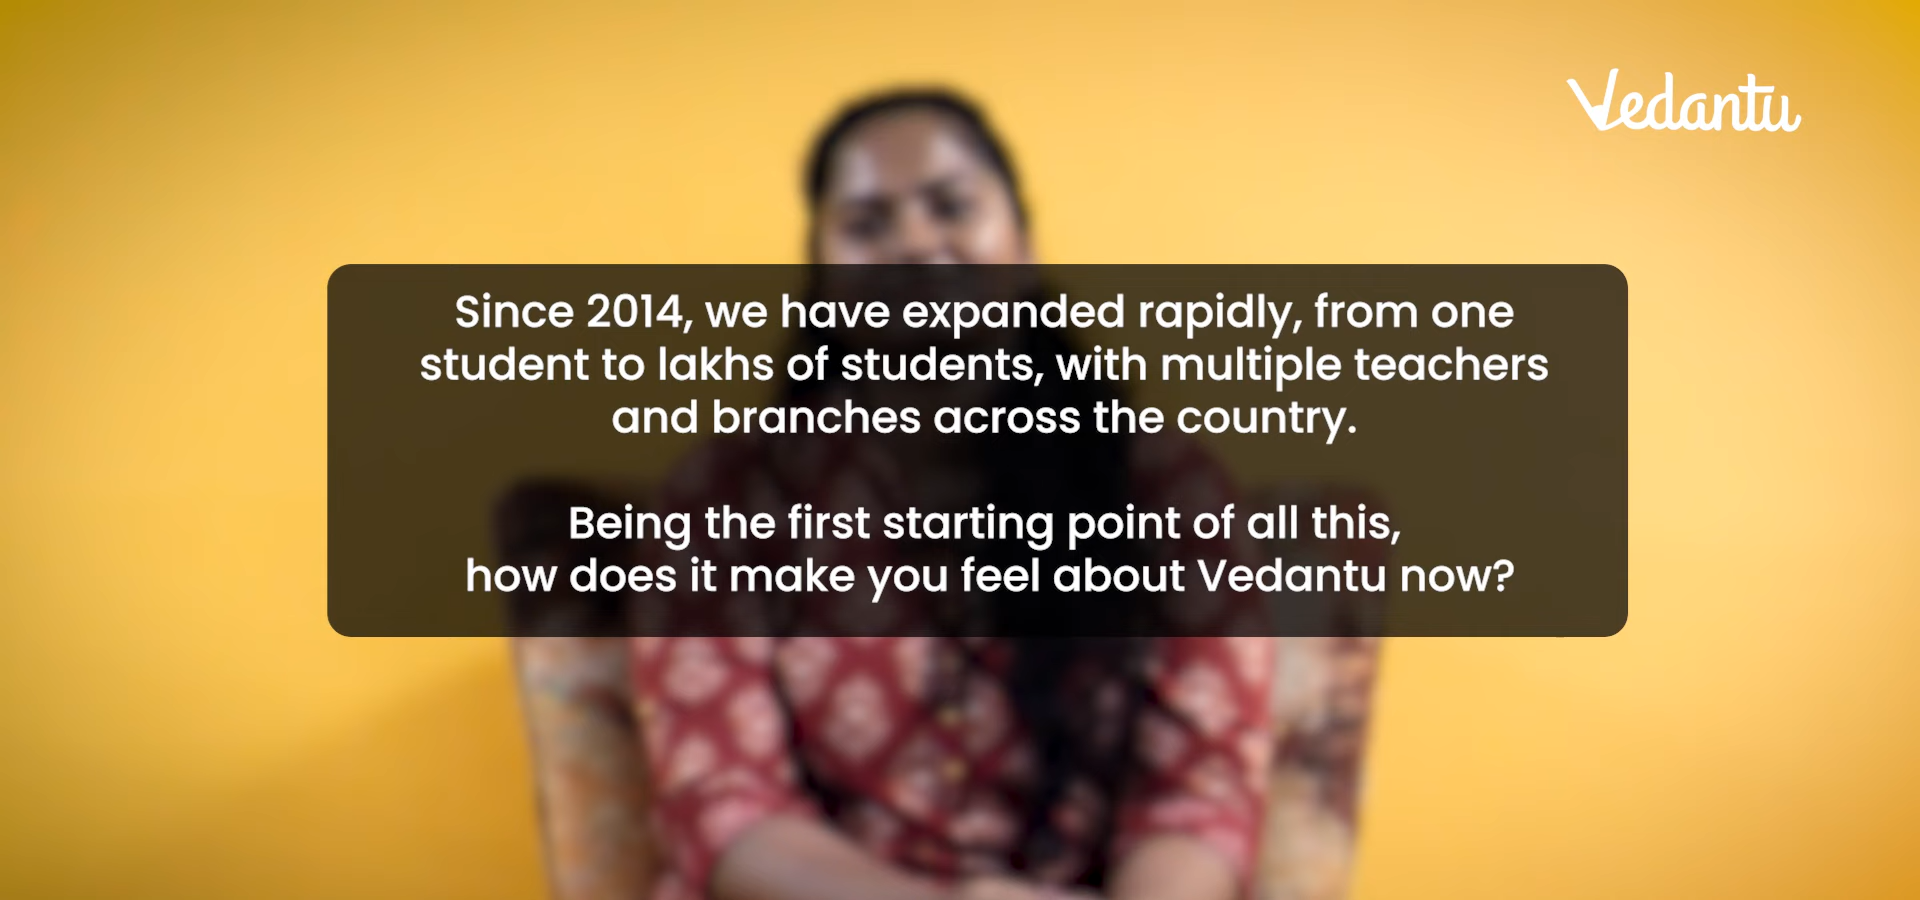 Vedantu
Since 2014, we have expanded rapidly, from one
student to lakhs of students, with multiple teachers
and branches across the country.
Being the first starting point of all this,
how does it make you feel about Vedantu now?